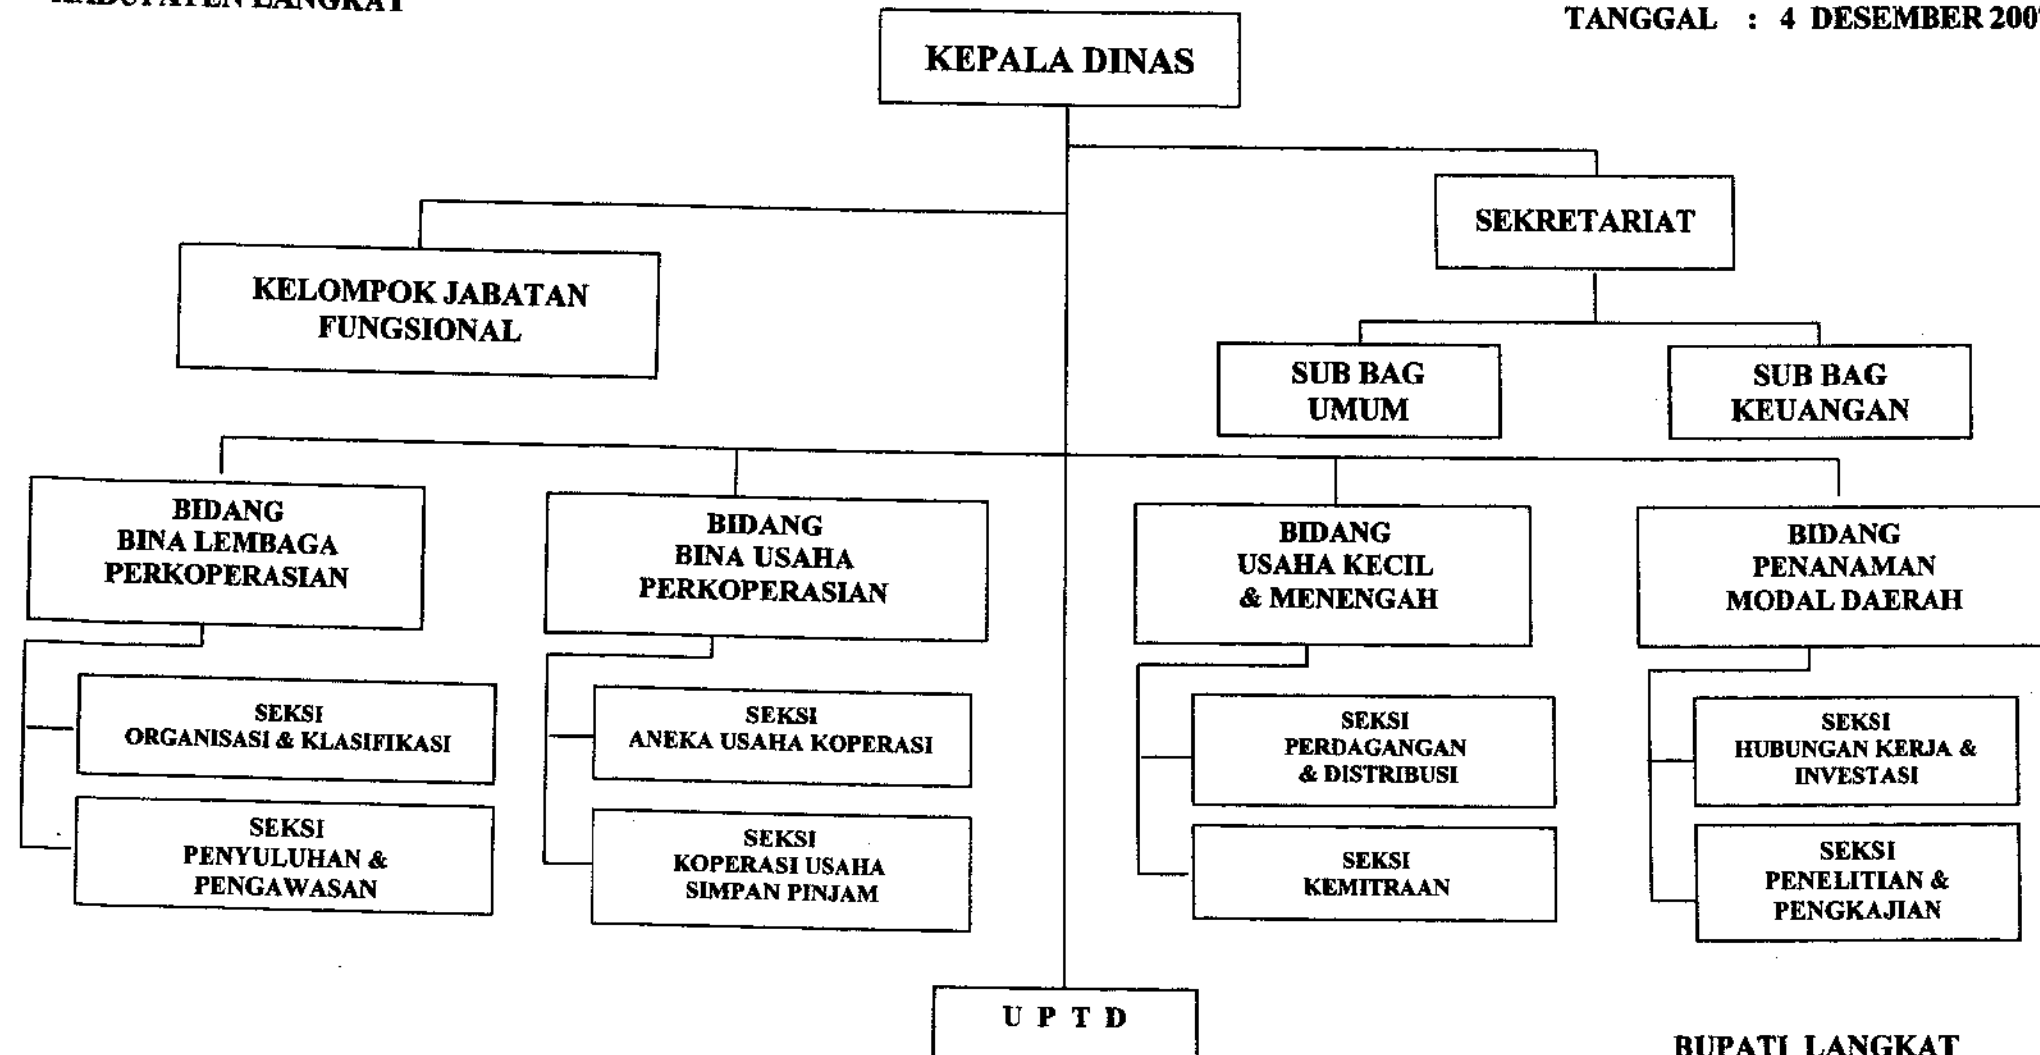 KABUPATEN LANGKAT
TANGGAL : 4 DESEMBER 200
KEPALA DINAS
SEKRETARIAT
KELOMPOK JABATAN
FUNGSIONAL
SUB BAG
UMUM
SUB BAG
KEUANGAN
BIDANG
BINA LEMBAGA
PERKOPERASIAN
BIDANG
BINA USAHA
PERKOPERASIAN
BIDANG
USAHA KECIL
& MENENGAH
BIDANG
PENANAMAN
MODAL DAERAH
SEKSI
ORGANISASI & KLASIFIKASI
SEKSI
ANEKA USAHA KOPERASI
SEKSI
PERDAGANGAN
& DISTRIBUSI
SEKSI
HUBUNGAN KERJA &
INVESTASI
SEKSI
PENYULUHAN &
PENGAWASAN
SEKSI
KOPERASI USAHA
SIMPAN PINJAM
SEKSI
KEMITRAAN
SEKSI
PENELITIAN &
PENGKAJIAN
U P T D
BUPATI LANGKAT